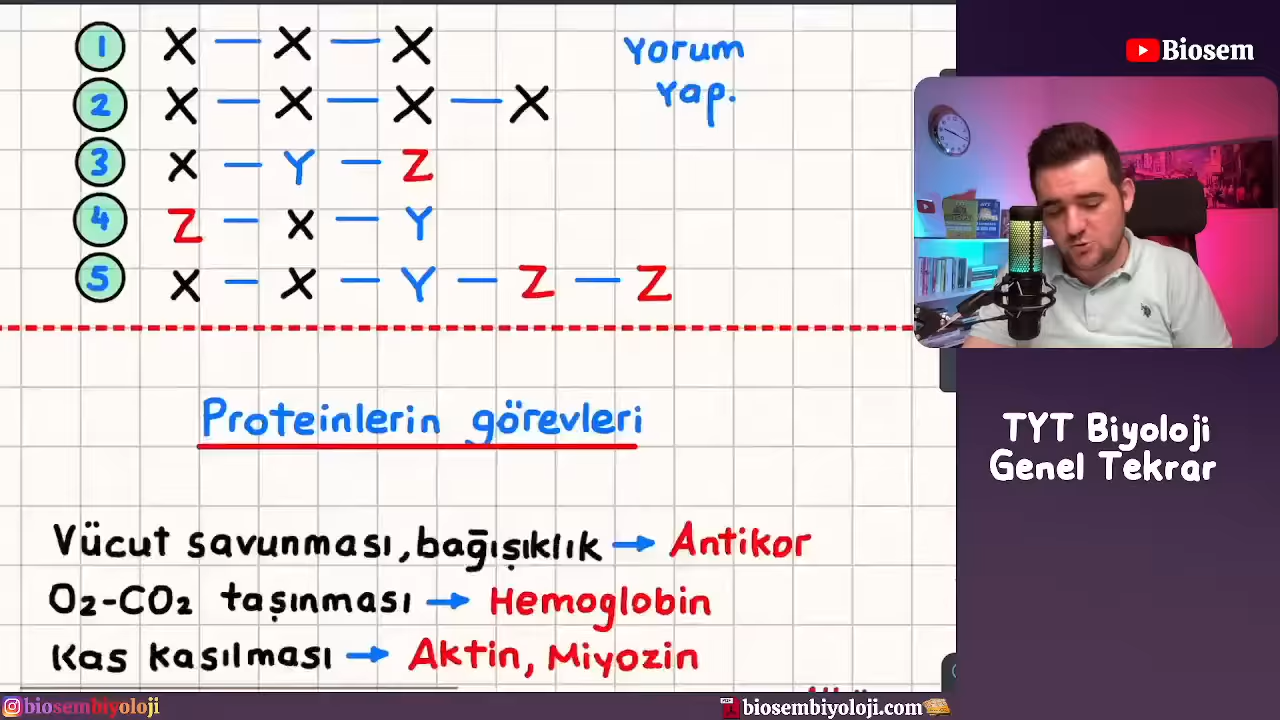 1 X — X — X
2 X — X — X — X
3 X — Y — Z
4 Z — X — Y
5 X — X — Y — Z — Z
Yorum
Yap.
Proteinlerin görevleri
Vücut savunması, bağışıklık → Antikor
O₂-CO₂ taşınması → Hemoglobin
Kas kasılması → Aktin, Miyozin
Biosem
TYT Biyoloji
Genel Tekrar
biosembiyoloji
biosembiyoloji.com